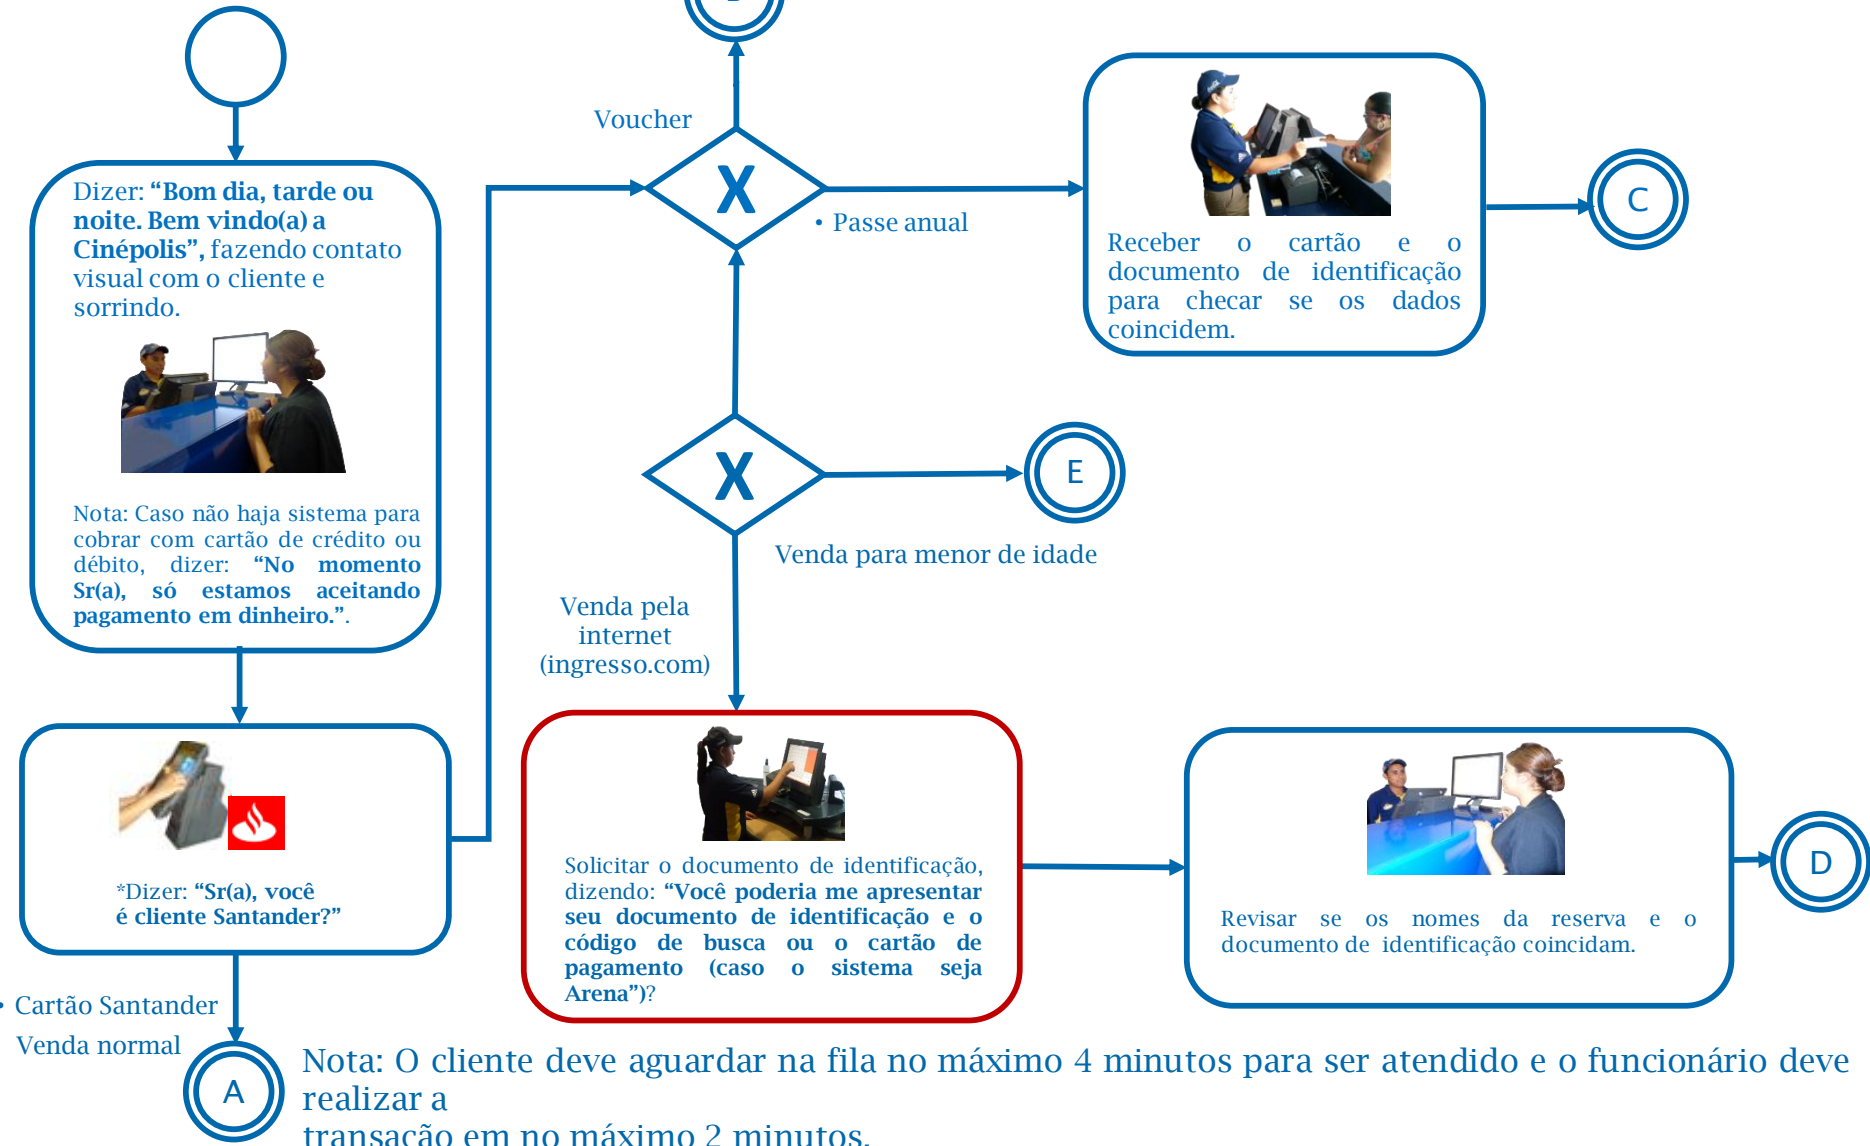 Voucher
X
• Passe anual
Dizer: “Bom dia, tarde ou
noite. Bem vindo(a) a
Cinépolis”, fazendo contato
visual com o cliente e
sorrindo.
Nota: Caso não haja sistema para
cobrar com cartão de crédito ou
débito, dizer: “No momento
Sr(a), só estamos aceitando
pagamento em dinheiro.”.
Receber o cartão e o
documento de identificação
para checar se os dados
coincidem.
C
X
E
Venda para menor de idade
Venda pela
internet
(ingresso.com)
*Dizer: “Sr(a), você
é cliente Santander?”
Solicitar o documento de identificação,
dizendo: “Você poderia me apresentar
seu documento de identificação e o
código de busca ou o cartão de
pagamento (caso o sistema seja
Arena”)?
Revisar se os nomes da reserva e o
documento de identificação coincidam.
D
• Cartão Santander
Venda normal
A
Nota: O cliente deve aguardar na fila no máximo 4 minutos para ser atendido e o funcionário deve
realizar a
transação em no máximo 2 minutos.